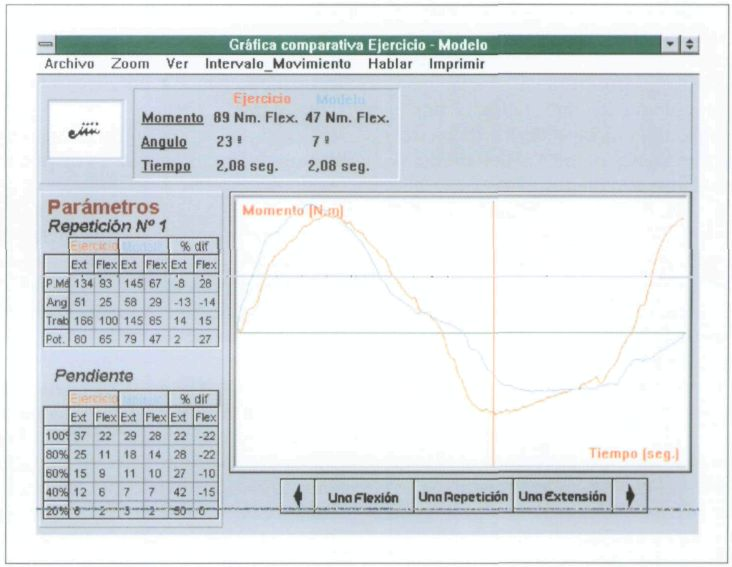 Gráfica comparativa Ejercicio - Modelo
Archivo Zoom Ver Intervalo_Movimiento Hablar Imprimir
Ejercicio Modelo
Momento 89 Nm. Flex. 47 Nm. Flex.
Angulo 23 º 7 º
Tiempo 2,08 seg. 2,08 seg.
Parámetros
Repetición Nº 1
Ejercicio Modelo % dif
Ext Flex Ext Flex Ext Flex
P.Má 134 93 145 67 -8 28
Ang 51 25 58 29 -13 -14
Trab 166 100 145 85 14 15
Pot. 80 65 79 47 2 27
Pendiente
Ejercicio Modelo % dif
Ext Flex Ext Flex Ext Flex
100% 37 22 29 28 22 -22
80% 25 11 18 14 28 -22
60% 15 9 11 10 27 -10
40% 12 6 7 7 42 -15
20% 6 2 3 2 50 0
Momento (N.m)
Tiempo (seg.)
Una Flexión Una Repetición Una Extensión